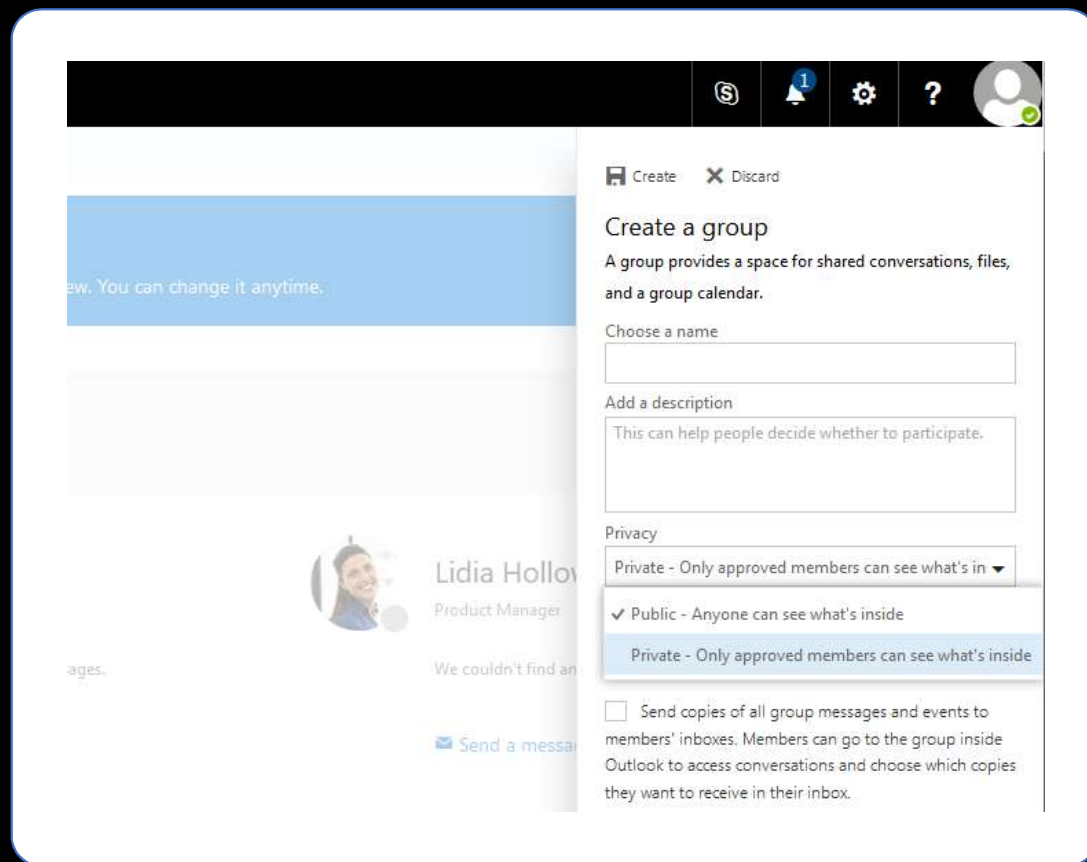 1
?
Create Discard
Create a group
A group provides a space for shared conversations, files,
and a group calendar.
ew. You can change it anytime.
Choose a name
Add a description
This can help people decide whether to participate.
Privacy
Private - Only approved members can see what's in
Public - Anyone can see what's inside
Private - Only approved members can see what's inside
Lidia Hollov
Product Manager
ages.
We couldn't find an
Send a messa
Send copies of all group messages and events to
members' inboxes. Members can go to the group inside
Outlook to access conversations and choose which copies
they want to receive in their inbox.